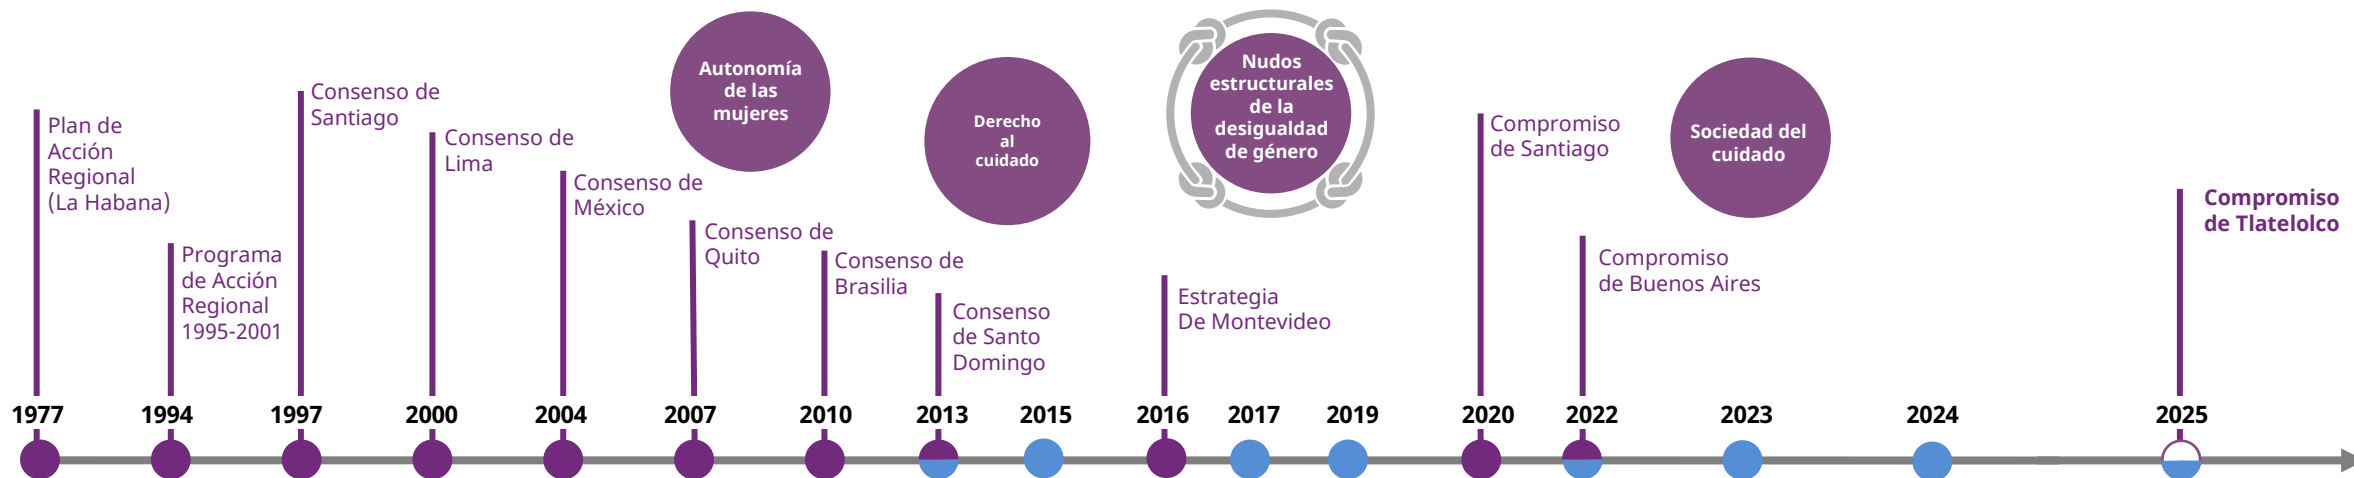 Plan de
Acción
Regional
(La Habana)
Programa
de Acción
Regional
1995-2001
Consenso de
Santiago
Consenso de
Lima
Consenso de
México
Autonomía
de las
mujeres
Consenso de
Quito
Consenso de
Brasilia
Derecho
al
cuidado
Consenso
de Santo
Domingo
Nudos
estructurales
de la
desigualdad
de género
Estrategia
De Montevideo
Compromiso
de Santiago
Compromiso
de Buenos Aires
Sociedad del
cuidado
Compromiso
de Tlatelolco
1977 1994 1997 2000 2004 2007 2010 2013 2015 2016 2017 2019 2020 2022 2023 2024 2025